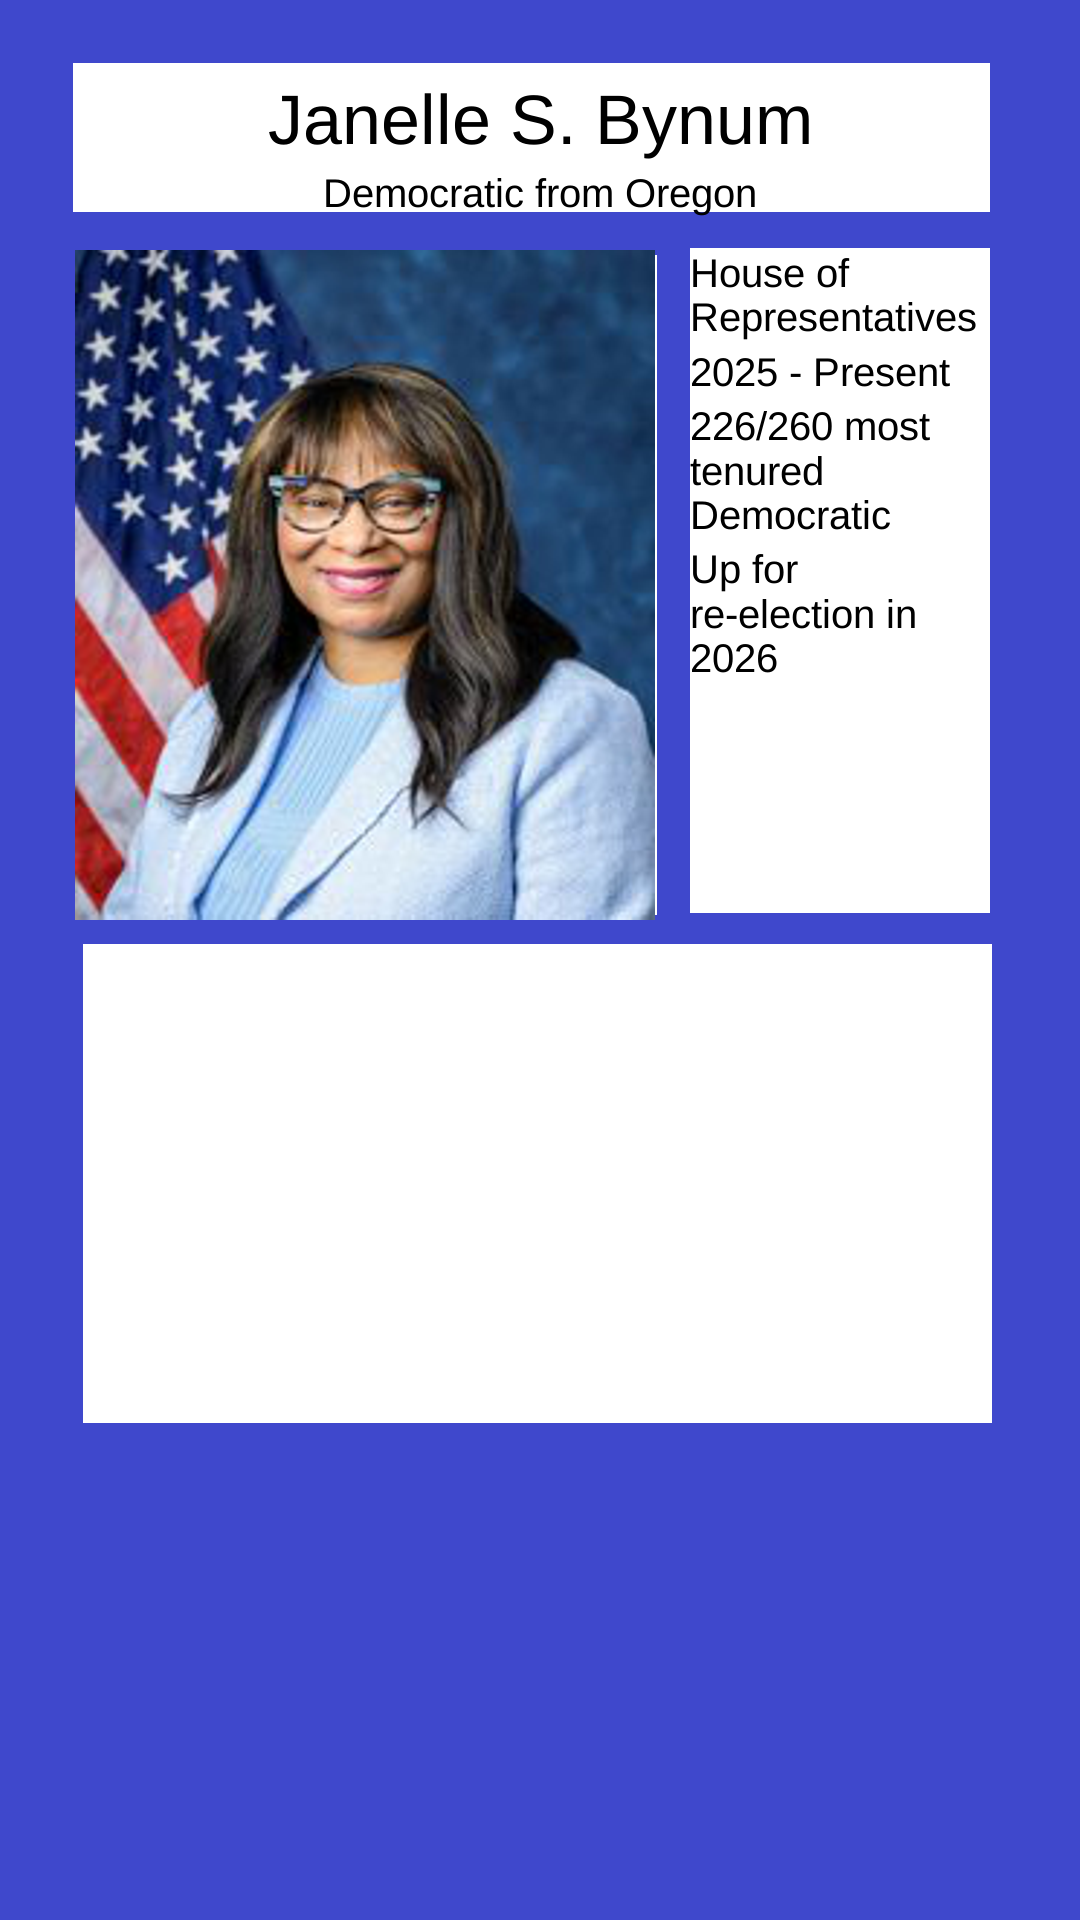 Janelle S. Bynum
Democratic from Oregon
House of
Representatives
2025 - Present
226/260 most
tenured
Democratic
Up for
re-election in
2026